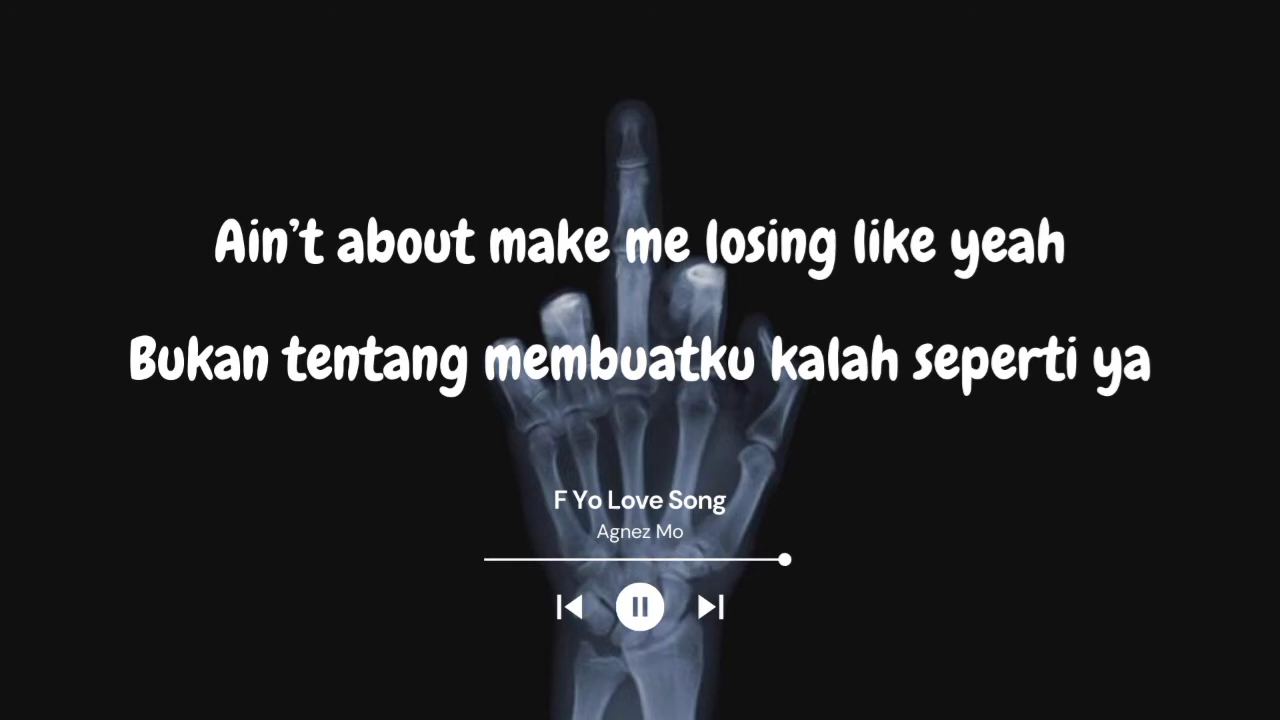 Ain't about make me losing like yeah
Bukan tentang membuatku kalah seperti ya
F Yo Love Song
Agnez Mo